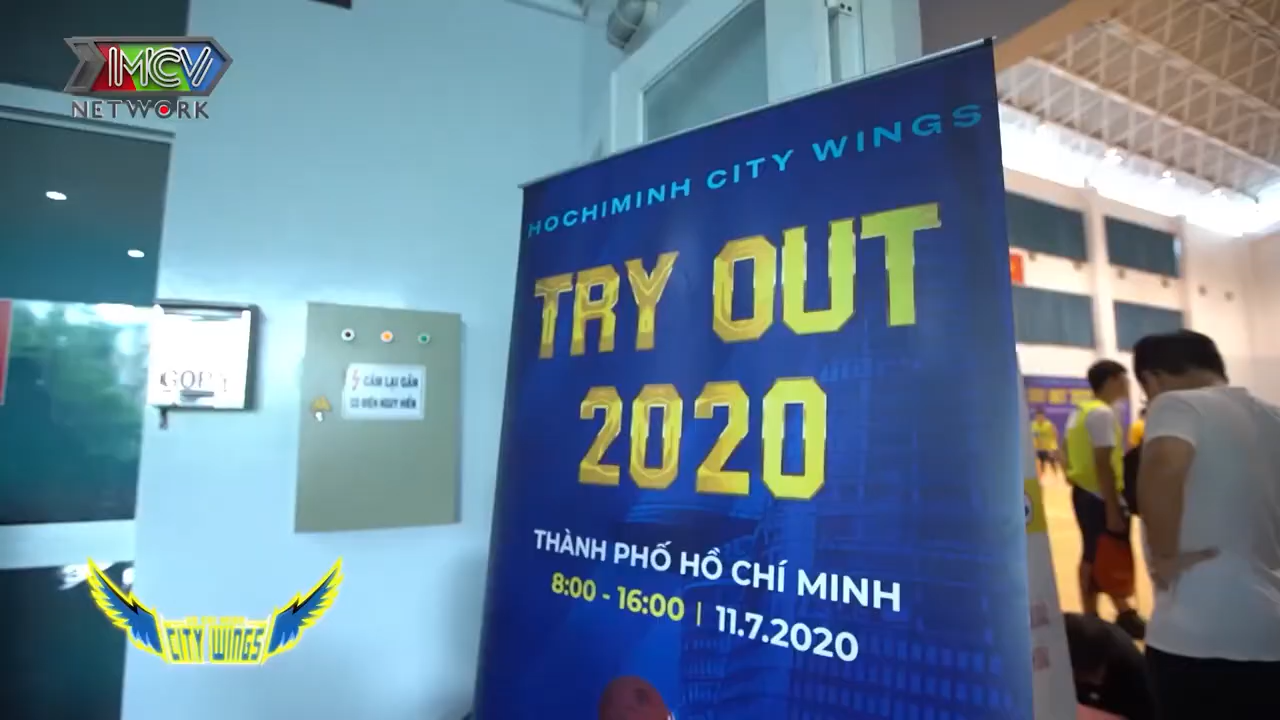 MCV
NETWORK
HOCHIMINH CITY WINGS
TRY OUT
2020
THÀNH PHỐ HỒ CHÍ MINH
8:00 - 16:00 | 11.7.2020
CẤM LẠI GẦN
CÓ ĐIỆN NGUY HIỂM
CITY WINGS